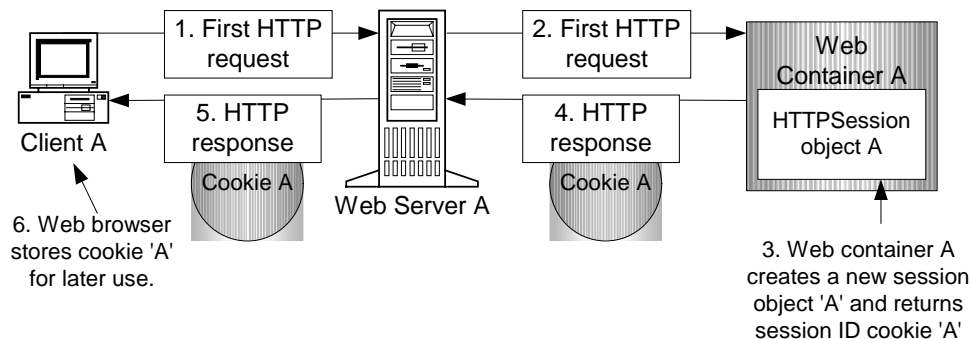 1. First HTTP
request
2. First HTTP
request
Web
Container A
HTTPSession
object A
5. HTTP
response
Cookie A
4. HTTP
response
Cookie A
Client A
Web Server A
6. Web browser
stores cookie 'A'
for later use.
3. Web container A
creates a new session
object 'A' and returns
session ID cookie 'A'